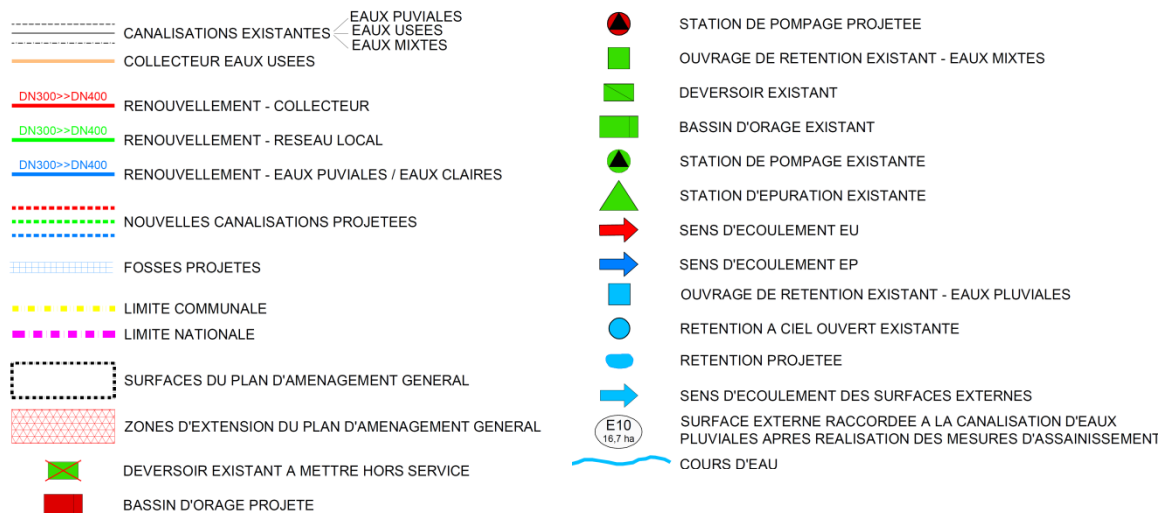 EAUX PUVIALES
CANALISATIONS EXISTANTES
EAUX USEES
EAUX MIXTES
COLLECTEUR EAUX USEES
DN300>>DN400
RENOUVELLEMENT - COLLECTEUR
DN300>>DN400
RENOUVELLEMENT - RESEAU LOCAL
DN300>>DN400
RENOUVELLEMENT - EAUX PUVIALES / EAUX CLAIRES
NOUVELLES CANALISATIONS PROJETEES
FOSSES PROJETES
LIMITE COMMUNALE
LIMITE NATIONALE
SURFACES DU PLAN D'AMENAGEMENT GENERAL
ZONES D'EXTENSION DU PLAN D'AMENAGEMENT GENERAL
DEVERSOIR EXISTANT A METTRE HORS SERVICE
BASSIN D'ORAGE PROJETE
STATION DE POMPAGE PROJETEE
OUVRAGE DE RETENTION EXISTANT - EAUX MIXTES
DEVERSOIR EXISTANT
BASSIN D'ORAGE EXISTANT
STATION DE POMPAGE EXISTANTE
STATION D'EPURATION EXISTANTE
SENS D'ECOULEMENT EU
SENS D'ECOULEMENT EP
OUVRAGE DE RETENTION EXISTANT - EAUX PLUVIALES
RETENTION A CIEL OUVERT EXISTANTE
RETENTION PROJETEE
SENS D'ECOULEMENT DES SURFACES EXTERNES
E10
16,7 ha
SURFACE EXTERNE RACCORDEE A LA CANALISATION D'EAUX
PLUVIALES APRES REALISATION DES MESURES D'ASSAINISSEMENT
COURS D'EAU